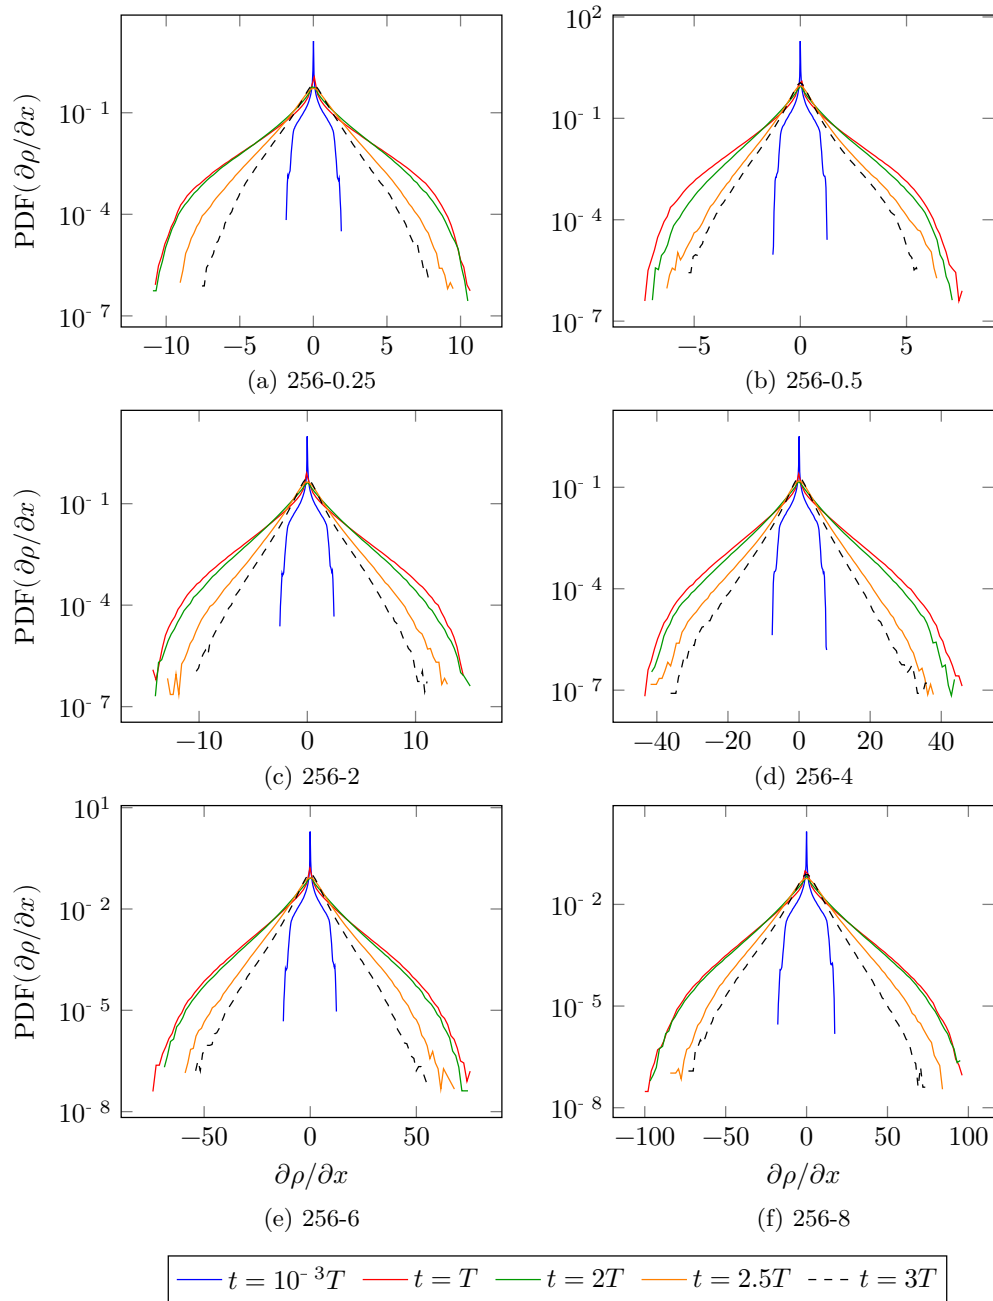 10² 
10⁻¹ 10⁻¹
PDF(∂ρ/∂x)
10⁻⁴ 10⁻⁴
10⁻⁷ 10⁻⁷
−10 −5 0 5 10 −5 0 5
(a) 256-0.25 (b) 256-0.5
10⁻¹ 10⁻¹
PDF(∂ρ/∂x)
10⁻⁴ 10⁻⁴
10⁻⁷ 10⁻⁷
−10 0 10 −40 −20 0 20 40
(c) 256-2 (d) 256-4
10¹
10⁻² 10⁻²
PDF(∂ρ/∂x)
10⁻⁵ 10⁻⁵
10⁻⁸ 10⁻⁸
−50 0 50 −100 −50 0 50 100
∂ρ/∂x ∂ρ/∂x
(e) 256-6 (f) 256-8
t = 10⁻³T t = T t = 2T t = 2.5T t = 3T